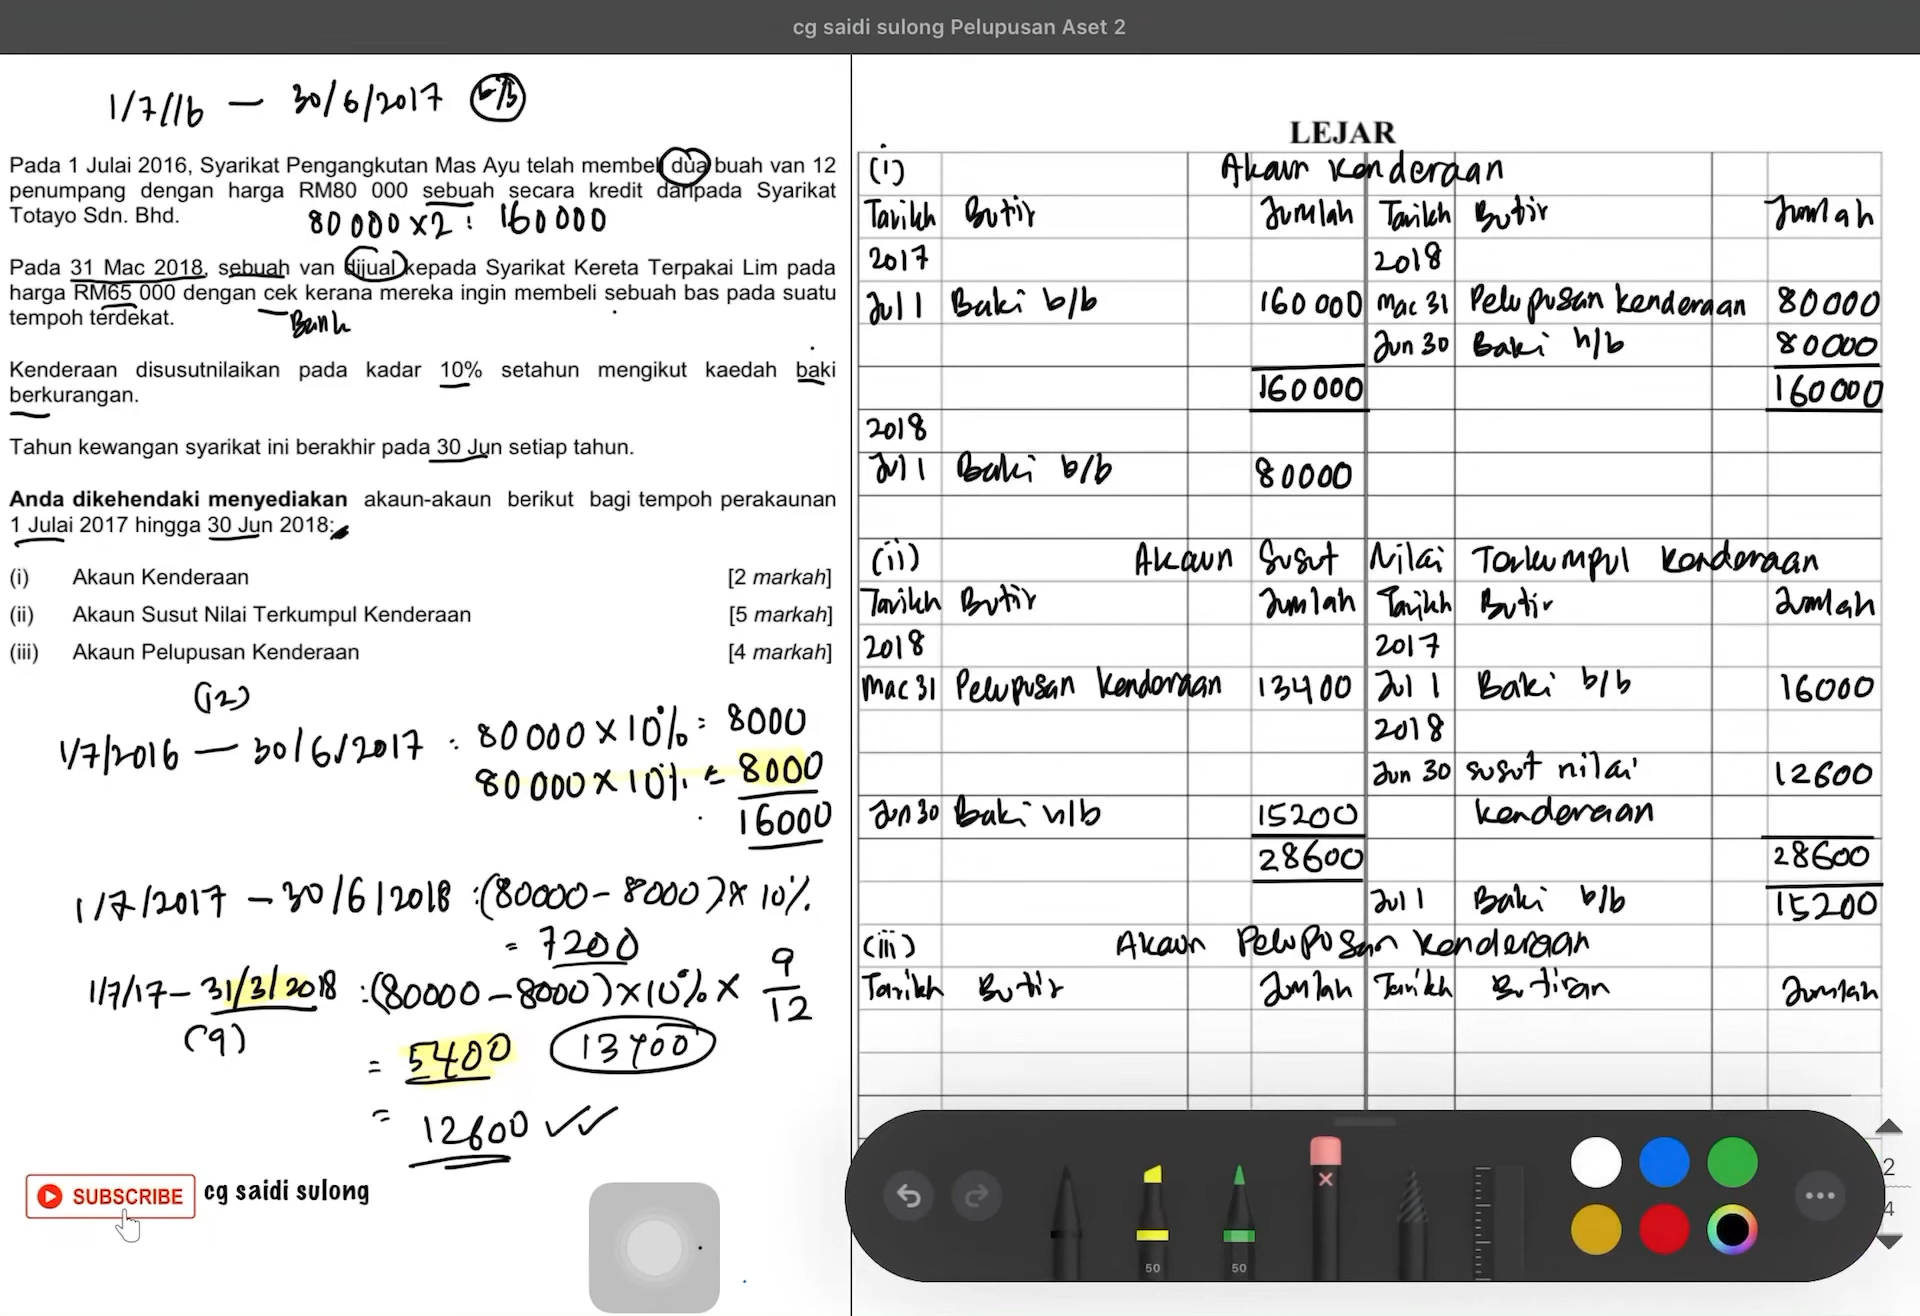 cg saidi sulong Pelupusan Aset 2
1/7/16 — 30/6/2017 b/b
Pada 1 Julai 2016, Syarikat Pengangkutan Mas Ayu telah membeli dua buah van 12
penumpang dengan harga RM80 000 sebuah secara kredit daripada Syarikat
Totayo Sdn. Bhd.
80 000 x 2 : 160 000
Pada 31 Mac 2018, sebuah van dijual kepada Syarikat Kereta Terpakai Lim pada
harga RM65 000 dengan cek kerana mereka ingin membeli sebuah bas pada suatu
tempoh terdekat.
Bank
Kenderaan disusutnilaikan pada kadar 10% setahun mengikut kaedah baki
berkurangan.
Tahun kewangan syarikat ini berakhir pada 30 Jun setiap tahun.
Anda dikehendaki menyediakan akaun-akaun berikut bagi tempoh perakaunan
1 Julai 2017 hingga 30 Jun 2018:
(i) Akaun Kenderaan [2 markah]
(ii) Akaun Susut Nilai Terkumpul Kenderaan [5 markah]
(iii) Akaun Pelupusan Kenderaan [4 markah]
(12)
1/7/2016 — 30/6/2017 : 80 000 x 10% = 8000
80 000 x 10% = 8000
16000
1/7/2017 - 30/6/2018 : (80000 - 8000) x 10%
= 7200
1/7/17 - 31/3/2018 : (80000 - 8000) x 10% x 9/12
(9)
= 5400 13400
= 12600 ✓✓
SUBSCRIBE cg saidi sulong
LEJAR
(i) Akaun Kenderaan
Tarikh Butir Jumlah Tarikh Butir Jumlah
2017 2018
Jul 1 Baki b/b 160 000 Mac 31 Pelupusan kenderaan 80000
Jun 30 Baki h/b 80000
160000 160000
2018
Jul 1 Baki b/b 80000
(ii) Akaun Susut Nilai Terkumpul Kenderaan
Tarikh Butir Jumlah Tarikh Butir Jumlah
2018 2017
Mac 31 Pelupusan Kenderaan 13400 Jul 1 Baki b/b 16000
2018
Jun 30 susut nilai 12600
Jun 30 Baki h/b 15200 kenderaan
28600 28600
Jul 1 Baki b/b 15200
(iii) Akaun Pelupusan Kenderaan
Tarikh Butir Jumlah Tarikh Butiran Jumlah
50 50
2
4